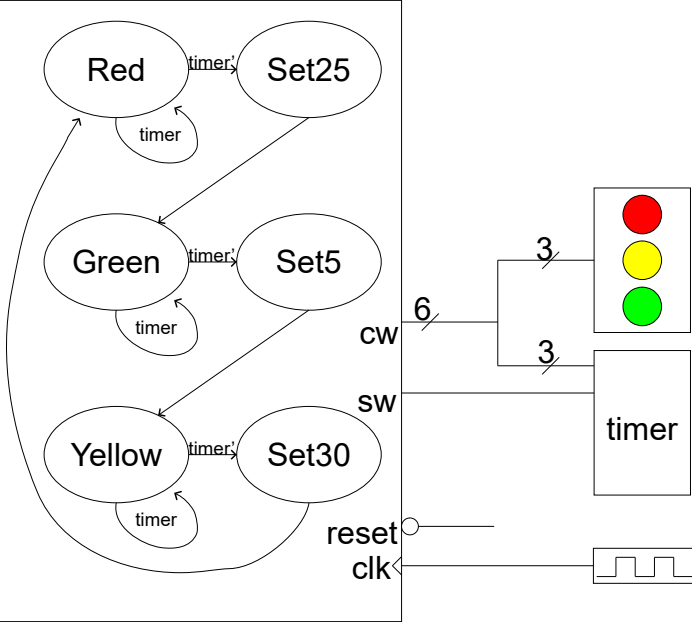 Red
timer'
Set25
timer
Green
timer'
Set5
timer
Yellow
timer'
Set30
timer
cw
6
3
3
sw
timer
reset
clk